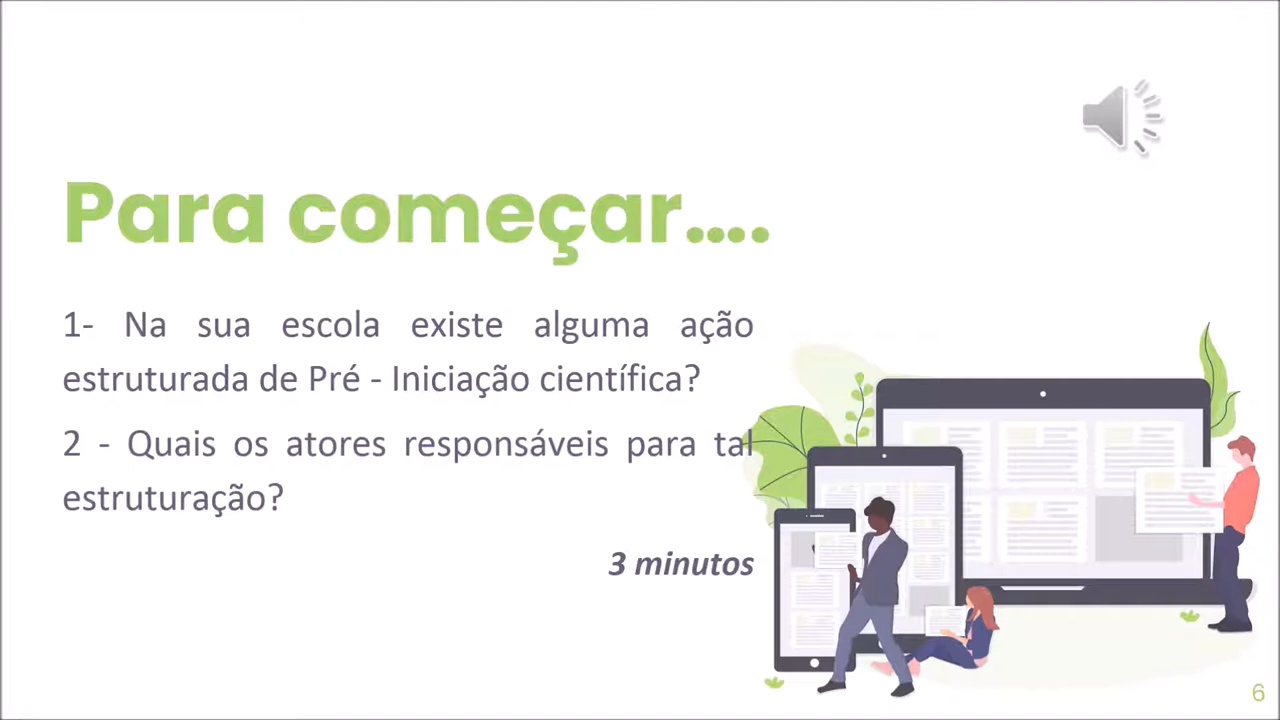 Para começar....
1- Na sua escola existe alguma ação
estruturada de Pré - Iniciação científica?
2 - Quais os atores responsáveis para tal
estruturação?
3 minutos
6